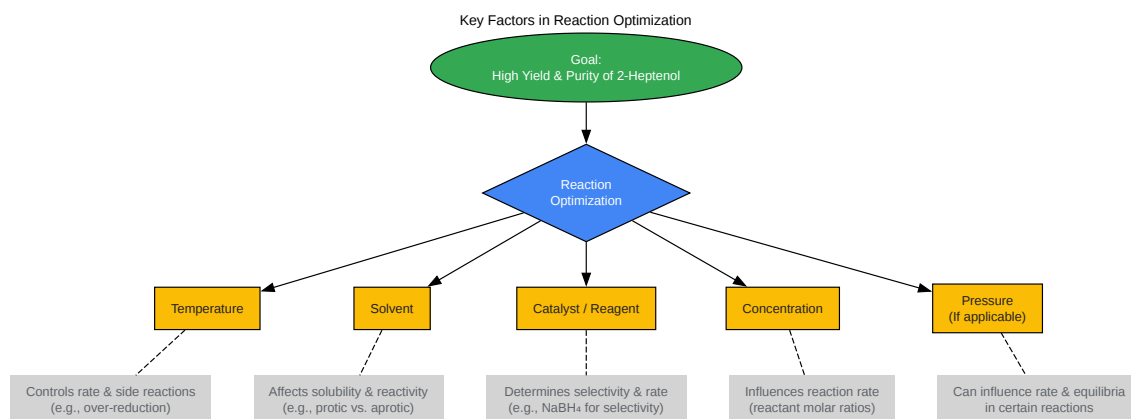 Key Factors in Reaction Optimization
Goal:
High Yield & Purity of 2-Heptenol
Reaction
Optimization
Temperature
Solvent
Catalyst / Reagent
Concentration
Pressure
(If applicable)
Controls rate & side reactions
(e.g., over-reduction)
Affects solubility & reactivity
(e.g., protic vs. aprotic)
Determines selectivity & rate
(e.g., NaBH₄ for selectivity)
Influences reaction rate
(reactant molar ratios)
Can influence rate & equilibria
in certain reactions